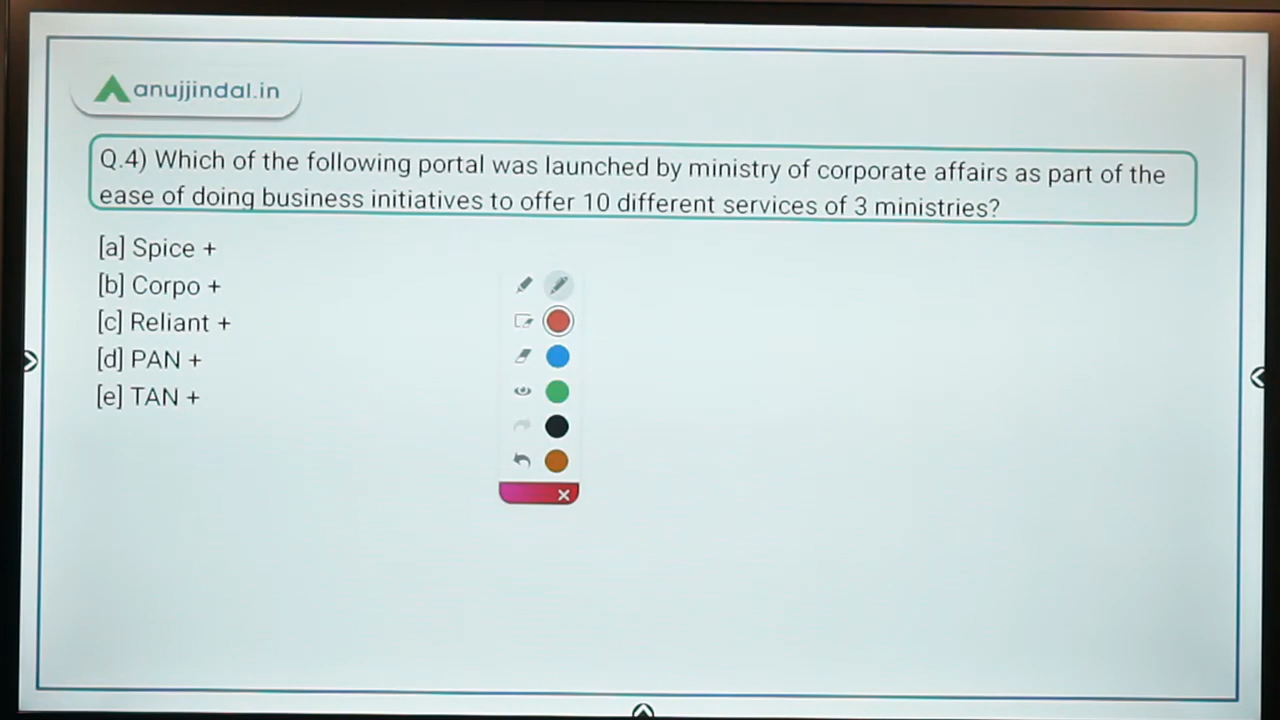 anujjindal.in
Q.4) Which of the following portal was launched by ministry of corporate affairs as part of the
ease of doing business initiatives to offer 10 different services of 3 ministries?
[a] Spice +
[b] Corpo +
[c] Reliant +
[d] PAN +
[e] TAN +